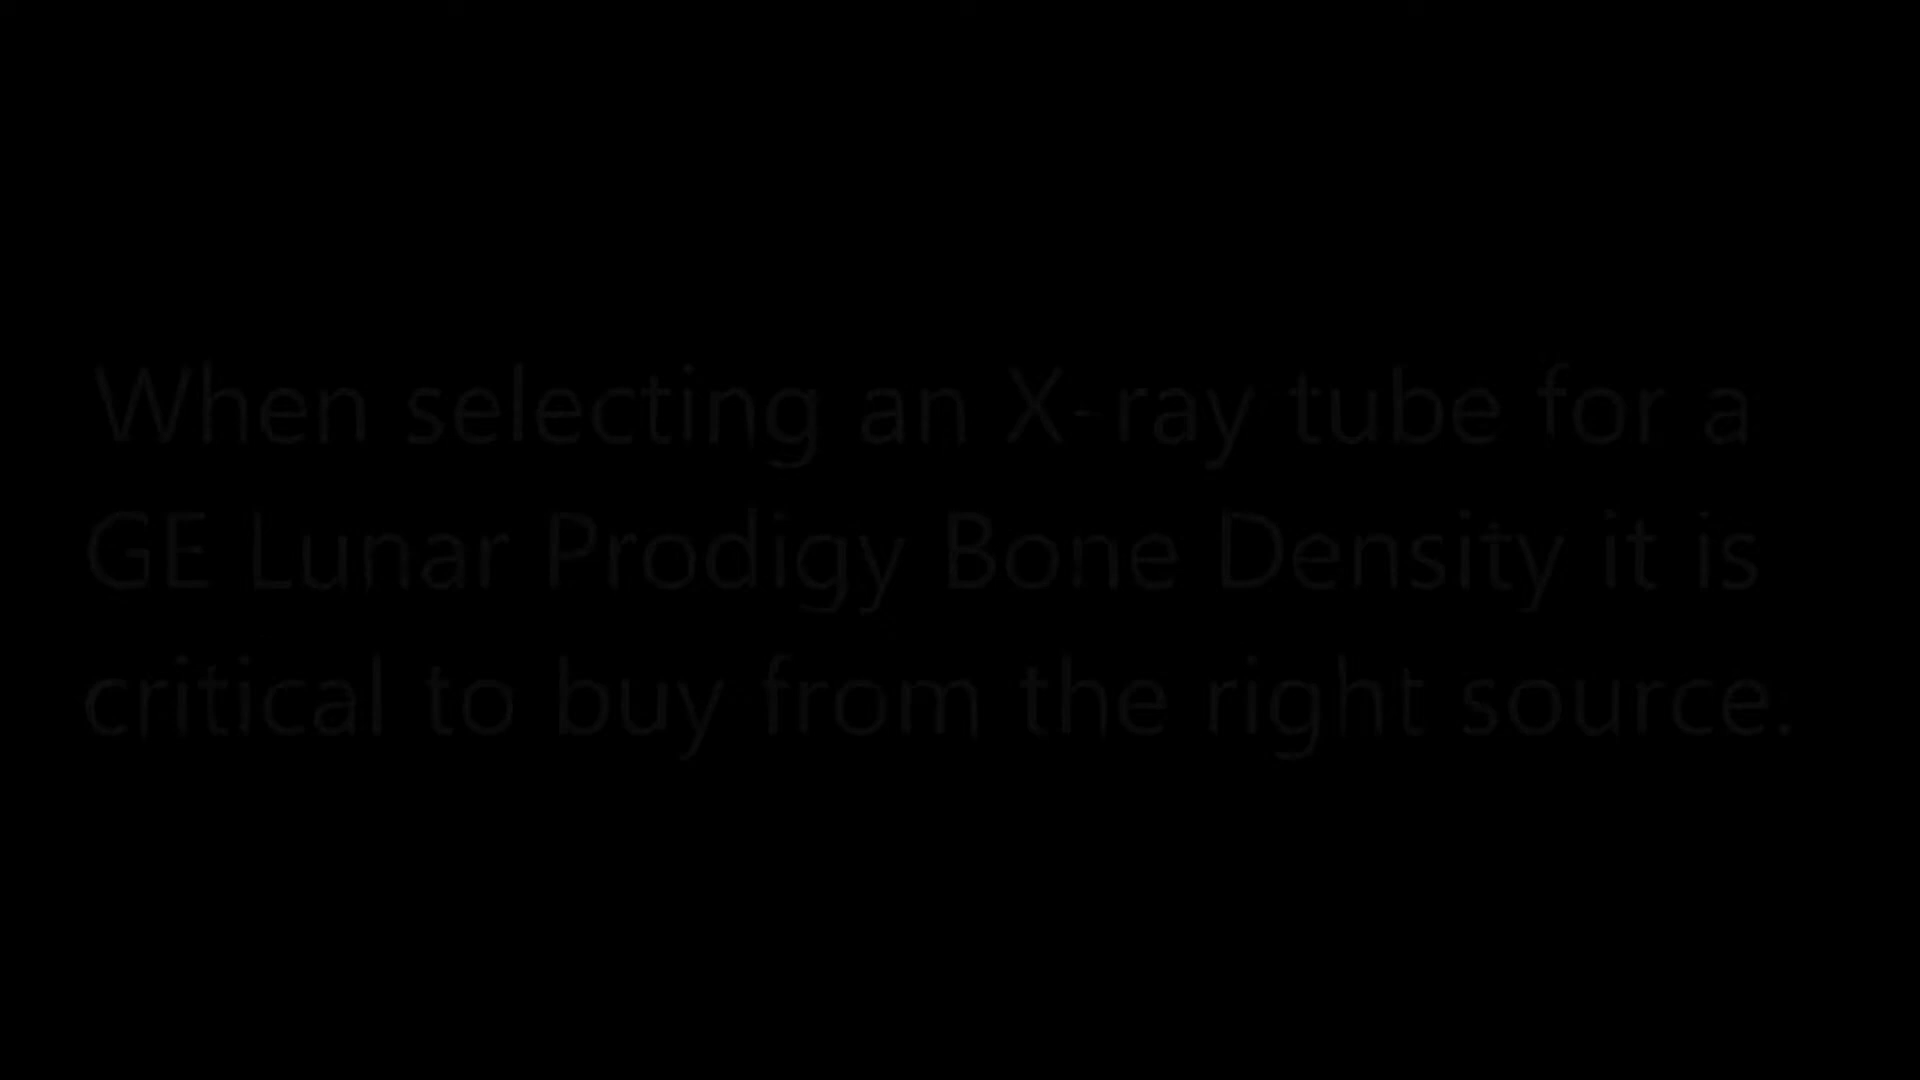 When selecting an X-ray tube for a
GE Lunar Prodigy Bone Density it is
critical to buy from the right source.